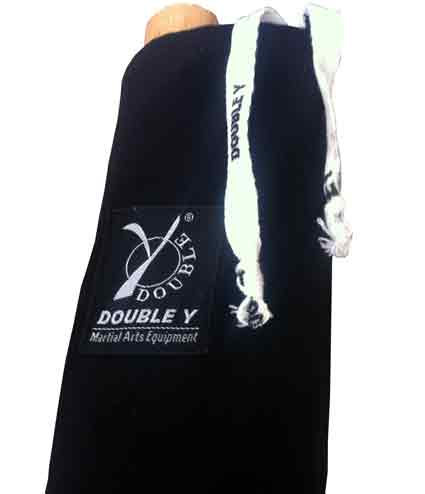 DOUBLE Y
®
DOUBLE
DOUBLE Y
Martial Arts Equipment